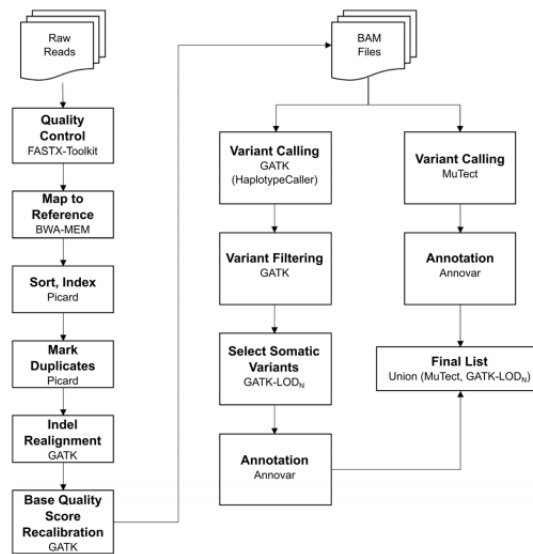 Raw
Reads
Quality
Control
FASTX-Toolkit
Map to
Reference
BWA-MEM
Sort, Index
Picard
Mark
Duplicates
Picard
Indel
Realignment
GATK
Base Quality
Score
Recalibration
GATK
BAM
Files
Variant Calling
GATK
(HaplotypeCaller)
Variant Filtering
GATK
Select Somatic
Variants
GATK-LODN
Annotation
Annovar
Variant Calling
MuTect
Annotation
Annovar
Final List
Union (MuTect, GATK-LODN)